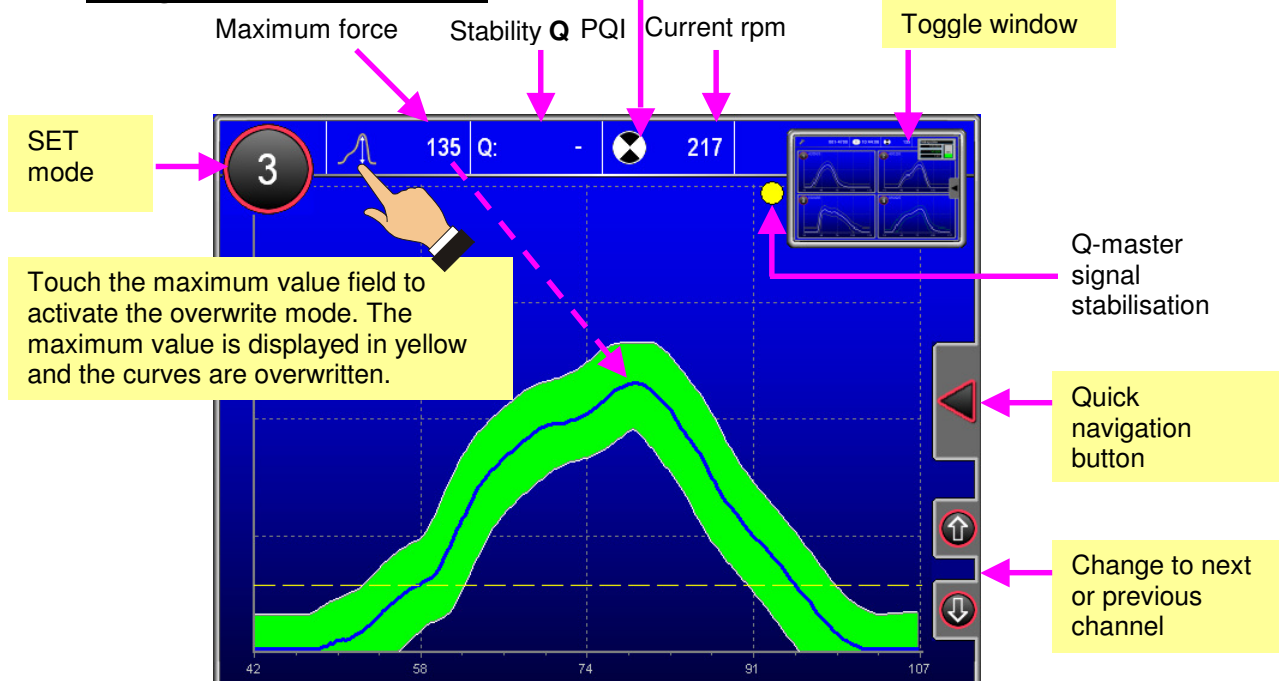 Maximum force
Stability Q PQI
Current rpm
Toggle window
SET
mode
3
135
Q:
-
217
Touch the maximum value field to
activate the overwrite mode. The
maximum value is displayed in yellow
and the curves are overwritten.
Q-master
signal
stabilisation
Quick
navigation
button
Change to next
or previous
channel
42 58 74 91 107